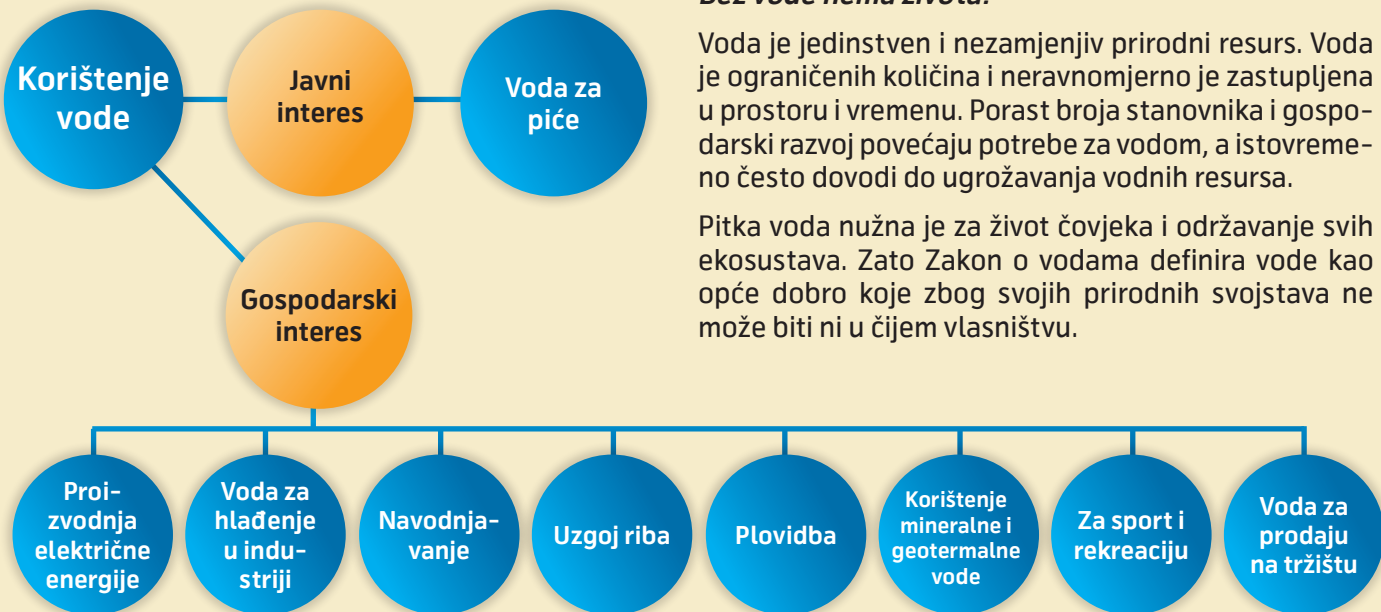 Bez vode nema života!
Voda je jedinstven i nezamjenjiv prirodni resurs. Voda
je ograničenih količina i neravnomjerno je zastupljena
u prostoru i vremenu. Porast broja stanovnika i gospo-
darski razvoj povećaju potrebe za vodom, a istovreme-
no često dovodi do ugrožavanja vodnih resursa.
Pitka voda nužna je za život čovjeka i održavanje svih
ekosustava. Zato Zakon o vodama definira vode kao
opće dobro koje zbog svojih prirodnih svojstava ne
može biti ni u čijem vlasništvu.
Korištenje
vode
Javni
interes
Voda za
piće
Gospodarski
interes
Proi-
zvodnja
električne
energije
Voda za
hlađenje
u indu-
striji
Navodnja-
vanje
Uzgoj riba
Plovidba
Korištenje
mineralne i
geotermalne
vode
Za sport i
rekreaciju
Voda za
prodaju
na tržištu